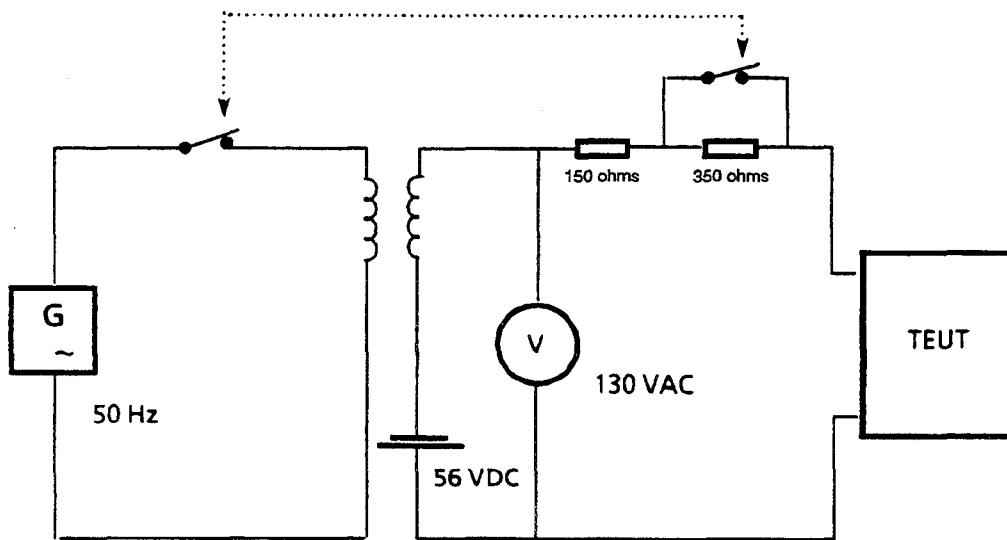 150 ohms
350 ohms
G
~
V
TEUT
130 VAC
50 Hz
56 VDC